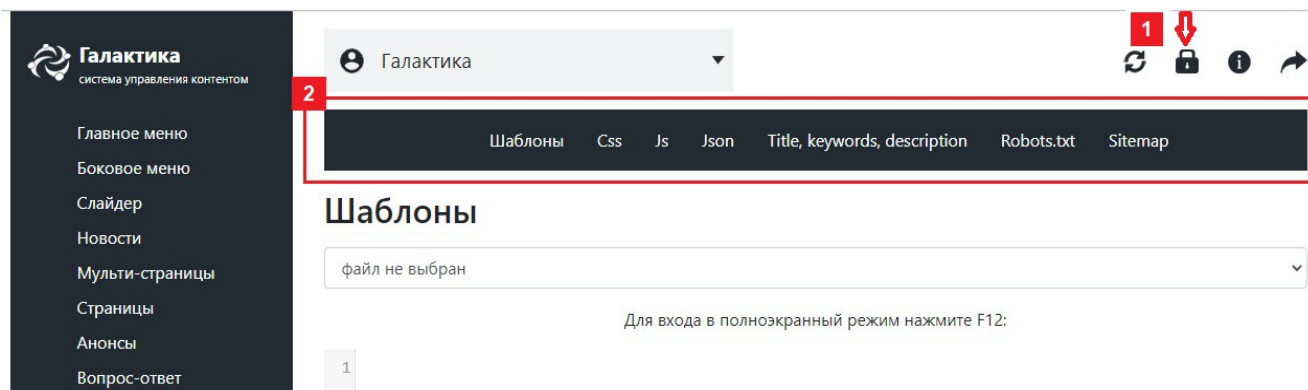 Галактика
система управления контентом
Главное меню
Боковое меню
Слайдер
Новости
Мульти-страницы
Страницы
Анонсы
Вопрос-ответ
Галактика
1
2
Шаблоны Css Js Json Title, keywords, description Robots.txt Sitemap
Шаблоны
файл не выбран
Для входа в полноэкранный режим нажмите F12:
1